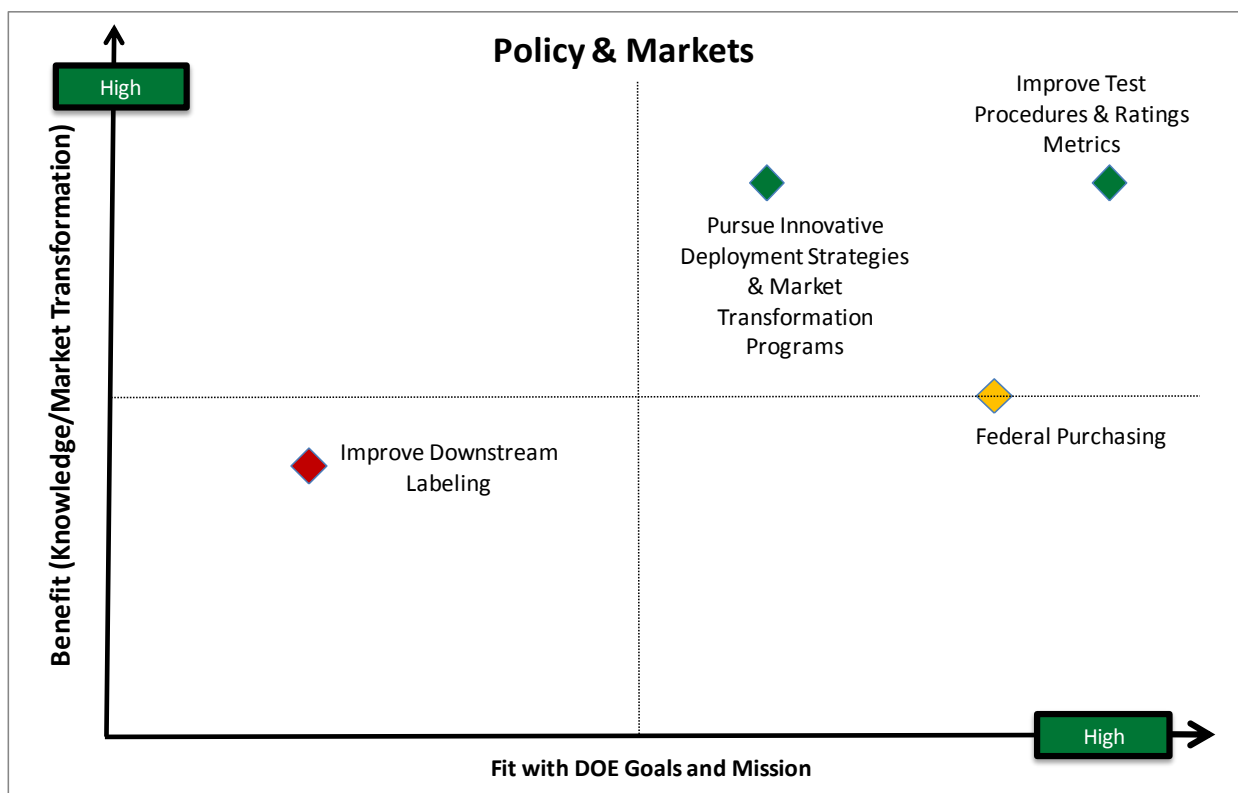 Policy & Markets
High
Benefit (Knowledge/Market Transformation)
Improve Test
Procedures & Ratings
Metrics
Pursue Innovative
Deployment Strategies
& Market
Transformation
Programs
Federal Purchasing
Improve Downstream
Labeling
High
Fit with DOE Goals and Mission